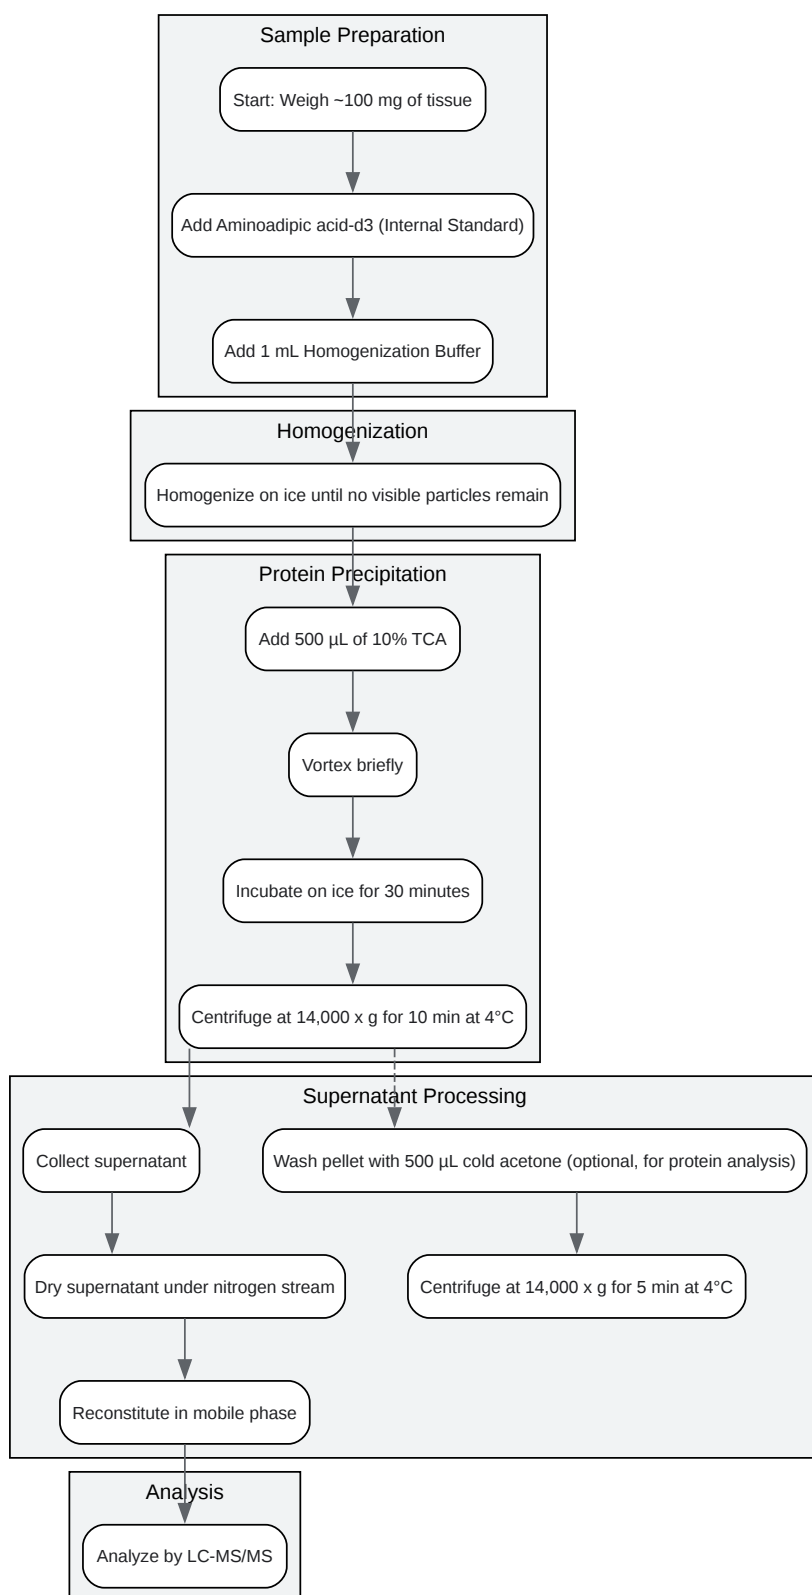 Sample Preparation
Start: Weigh ~100 mg of tissue
Add Aminoadipic acid-d3 (Internal Standard)
Add 1 mL Homogenization Buffer
Homogenization
Homogenize on ice until no visible particles remain
Protein Precipitation
Add 500 µL of 10% TCA
Vortex briefly
Incubate on ice for 30 minutes
Centrifuge at 14,000 x g for 10 min at 4°C
Supernatant Processing
Collect supernatant
Wash pellet with 500 µL cold acetone (optional, for protein analysis)
Dry supernatant under nitrogen stream
Centrifuge at 14,000 x g for 5 min at 4°C
Reconstitute in mobile phase
Analysis
Analyze by LC-MS/MS